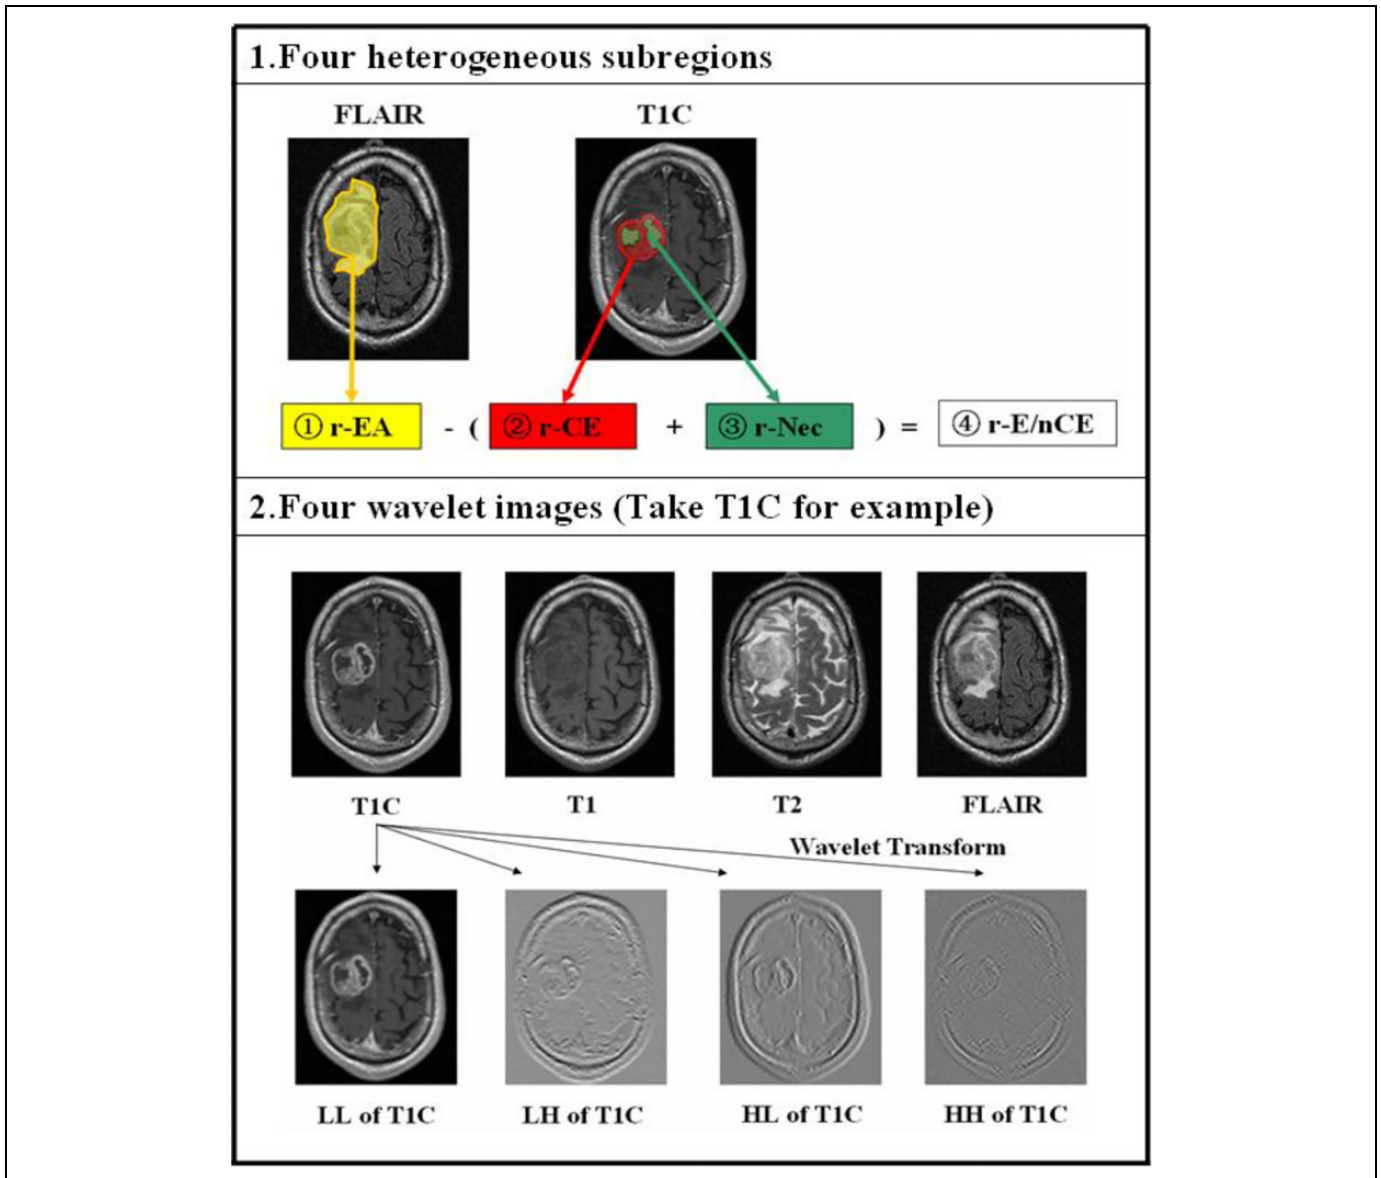 1.Four heterogeneous subregions
FLAIR T1C
① r-EA - ( ② r-CE + ③ r-Nec ) = ④ r-E/nCE
2.Four wavelet images (Take T1C for example)
T1C T1 T2 FLAIR
Wavelet Transform
LL of T1C LH of T1C HL of T1C HH of T1C